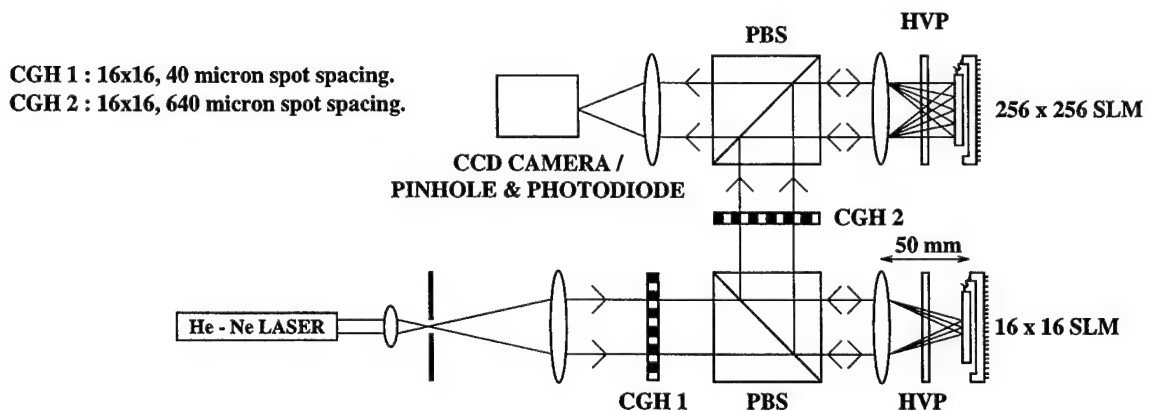 HVP
PBS
CGH 1 : 16x16, 40 micron spot spacing.
CGH 2 : 16x16, 640 micron spot spacing.
256 x 256 SLM
CCD CAMERA /
PINHOLE & PHOTODIODE
CGH 2
50 mm
He - Ne LASER
16 x 16 SLM
CGH 1
PBS
HVP